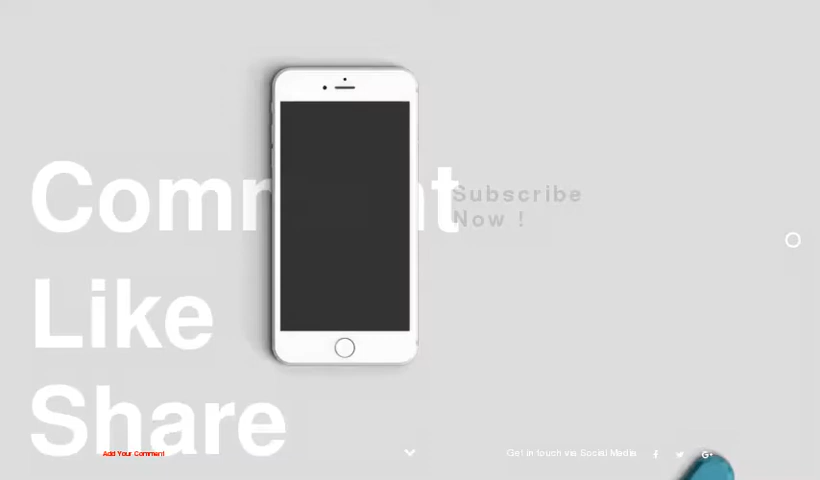 Comment
Subscribe
Now !
Like
Share
Add Your Comment
Get in touch via Social Media